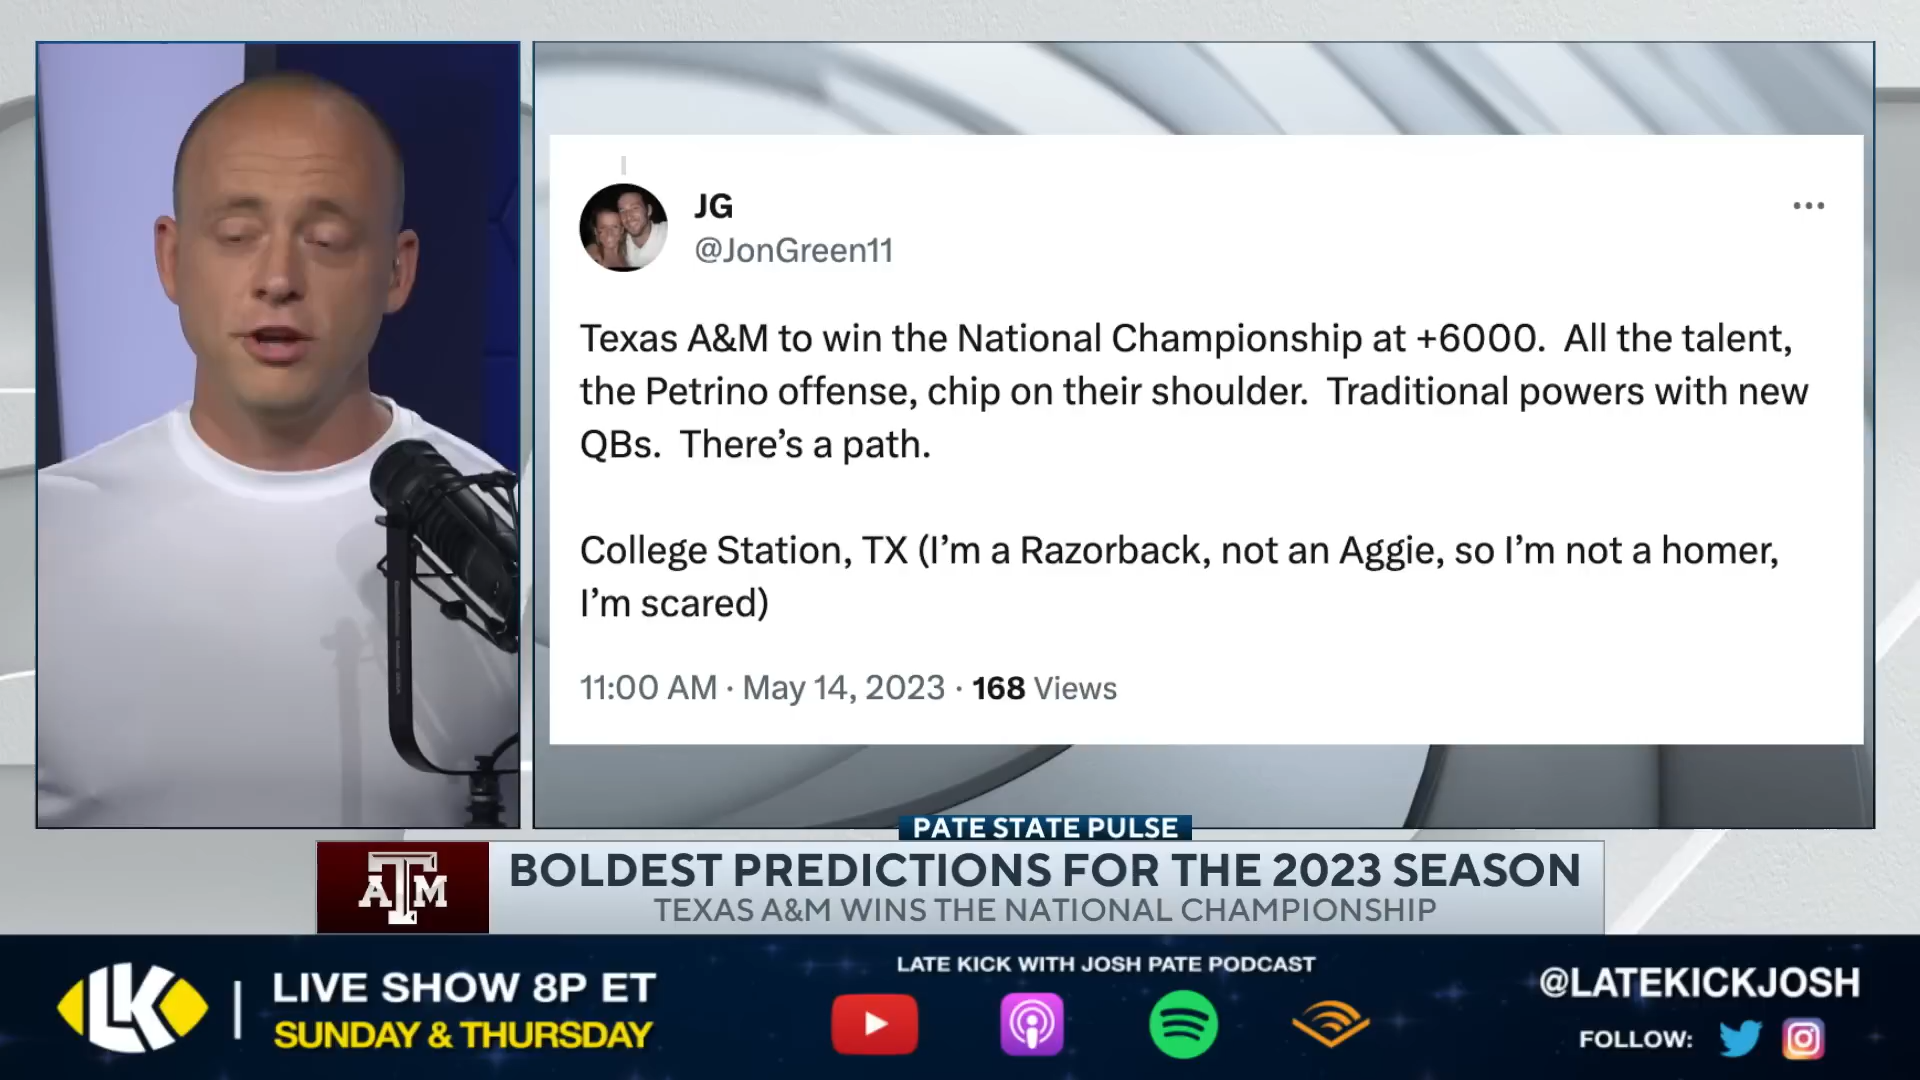 JG
@JonGreen11
Texas A&M to win the National Championship at +6000.  All the talent,
the Petrino offense, chip on their shoulder.  Traditional powers with new
QBs.  There’s a path.
College Station, TX (I’m a Razorback, not an Aggie, so I’m not a homer,
I’m scared)
11:00 AM · May 14, 2023 · 168 Views
PATE STATE PULSE
ATM
BOLDEST PREDICTIONS FOR THE 2023 SEASON
TEXAS A&M WINS THE NATIONAL CHAMPIONSHIP
LK
LIVE SHOW 8P ET
SUNDAY & THURSDAY
LATE KICK WITH JOSH PATE PODCAST
@LATEKICKJOSH
FOLLOW: